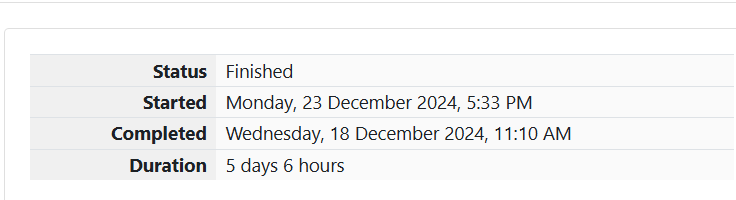 Status Finished
Started Monday, 23 December 2024, 5:33 PM
Completed Wednesday, 18 December 2024, 11:10 AM
Duration 5 days 6 hours